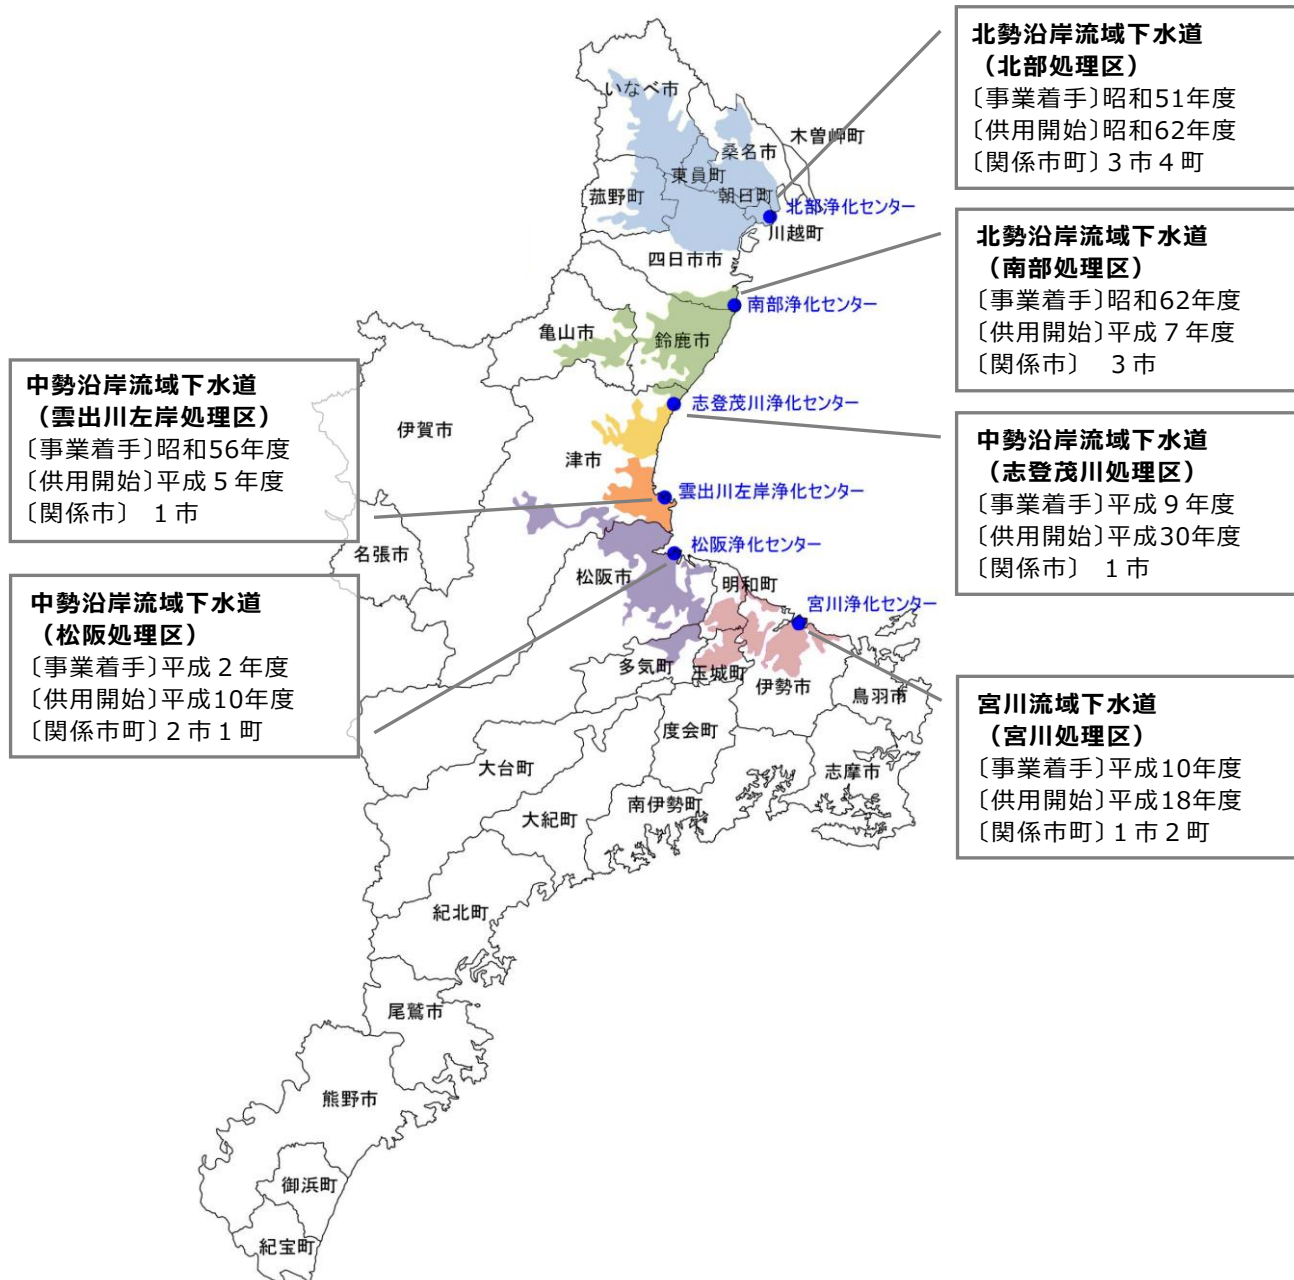 北勢沿岸流域下水道
（北部処理区）
〔事業着手〕昭和51年度
〔供用開始〕昭和62年度
〔関係市町〕３市４町
北勢沿岸流域下水道
（南部処理区）
〔事業着手〕昭和62年度
〔供用開始〕平成７年度
〔関係市〕　３市
中勢沿岸流域下水道
（志登茂川処理区）
〔事業着手〕平成９年度
〔供用開始〕平成30年度
〔関係市〕　１市
宮川流域下水道
（宮川処理区）
〔事業着手〕平成10年度
〔供用開始〕平成18年度
〔関係市町〕１市２町
中勢沿岸流域下水道
（雲出川左岸処理区）
〔事業着手〕昭和56年度
〔供用開始〕平成５年度
〔関係市〕　１市
中勢沿岸流域下水道
（松阪処理区）
〔事業着手〕平成２年度
〔供用開始〕平成10年度
〔関係市町〕２市１町
いなべ市
木曽岬町
桑名市
東員町
菰野町
朝日町
北部浄化センター
川越町
四日市市
南部浄化センター
亀山市
鈴鹿市
志登茂川浄化センター
伊賀市
津市
雲出川左岸浄化センター
名張市
松阪浄化センター
松阪市
明和町
宮川浄化センター
多気町
玉城町
伊勢市
鳥羽市
度会町
大台町
志摩市
南伊勢町
大紀町
紀北町
尾鷲市
熊野市
御浜町
紀宝町